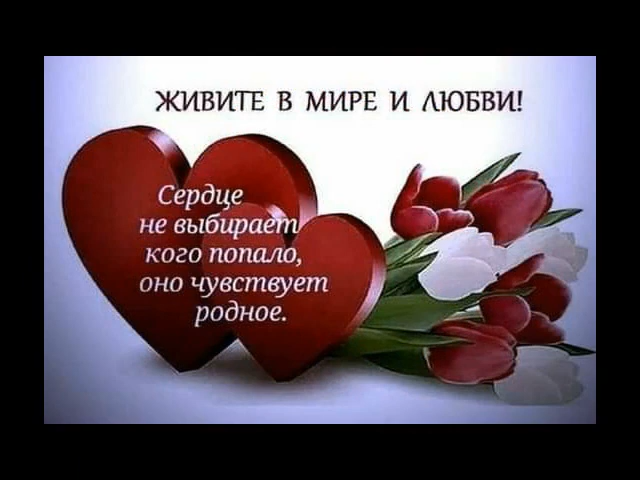 ЖИВИТЕ В МИРЕ И ЛЮБВИ!
Сердце
не выбирает
кого попало,
оно чувствует
родное.